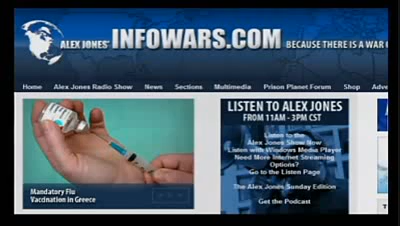 ALEX JONES' INFOWARS.COM BECAUSE THERE IS A WAR
Home Alex Jones Radio Show News Sections Multimedia Prison Planet Forum Shop
LISTEN TO ALEX JONES
FROM 11AM - 3PM CST
Listen to the
Alex Jones Show Now
Listen with Windows Media Player
Need More Internet Streaming
Options?
Go to the Listen Page
The Alex Jones Sunday Edition
Get the Podcast
Mandatory Flu
Vaccination in Greece